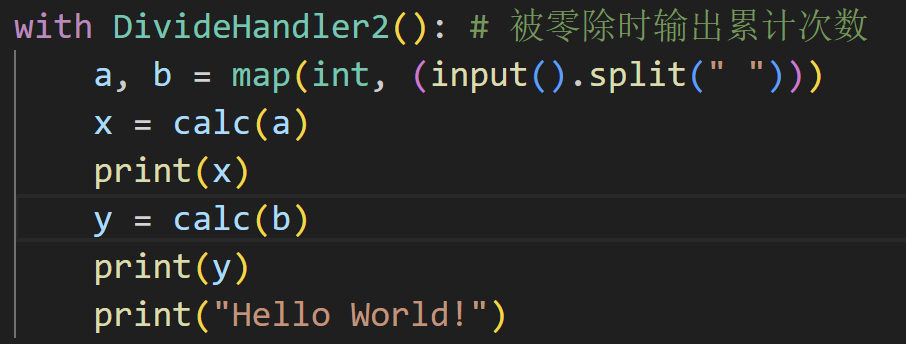 with DivideHandler2(): # 被零除时输出累计次数
    a, b = map(int, (input().split(" ")))
    x = calc(a)
    print(x)
    y = calc(b)
    print(y)
    print("Hello World!")